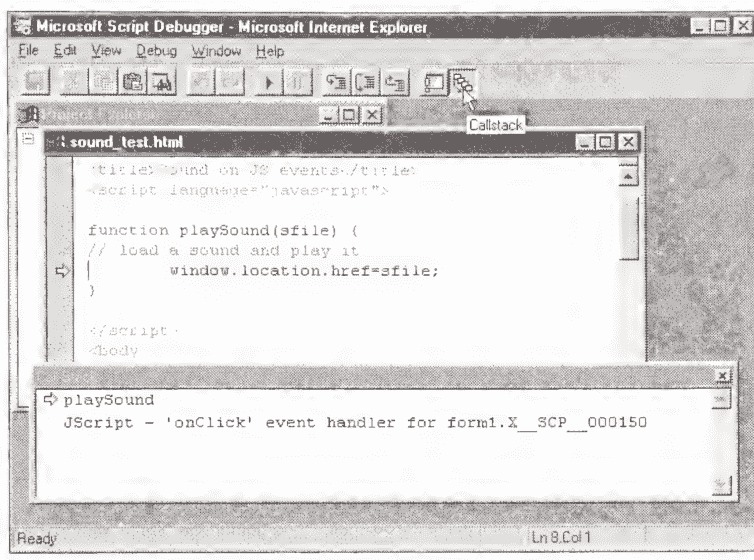 Microsoft Script Debugger - Microsoft Internet Explorer
File Edit View Debug Window Help
Callstack
sound_test.html
<title>Sound on JS events</title>
<script language="javascript">
function playSound(sfile) {
// load a sound and play it
window.location.href=sfile;
}
</script>
<body
playSound
JScript - 'onClick' event handler for form1.X__SCP__000150
Ready
Ln 8,Col 1